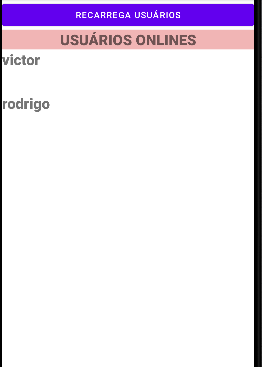 RECARREGA USUÁRIOS
USUÁRIOS ONLINES
victor
rodrigo